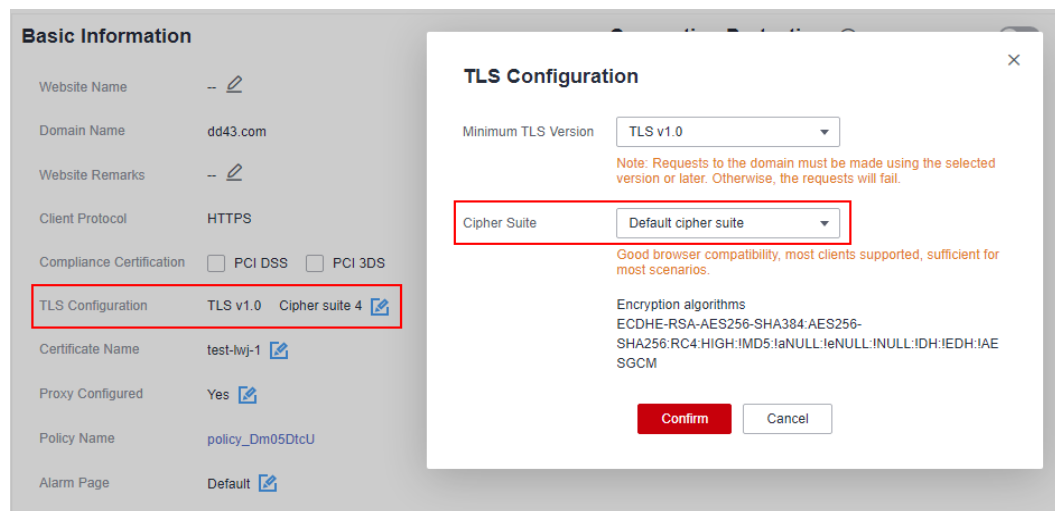 Basic Information
Website Name --
Domain Name dd43.com
Website Remarks --
Client Protocol HTTPS
Compliance Certification PCI DSS PCI 3DS
TLS Configuration TLS v1.0 Cipher suite 4
Certificate Name test-lwj-1
Proxy Configured Yes
Policy Name policy_Dm05DtcU
Alarm Page Default
TLS Configuration
Minimum TLS Version TLS v1.0
Note: Requests to the domain must be made using the selected
version or later. Otherwise, the requests will fail.
Cipher Suite Default cipher suite
Good browser compatibility, most clients supported, sufficient for
most scenarios.
Encryption algorithms
ECDHE-RSA-AES256-SHA384:AES256-
SHA256:RC4:HIGH:!MD5:!aNULL:!eNULL:!NULL:!DH:!EDH:!AE
SGCM
Confirm Cancel